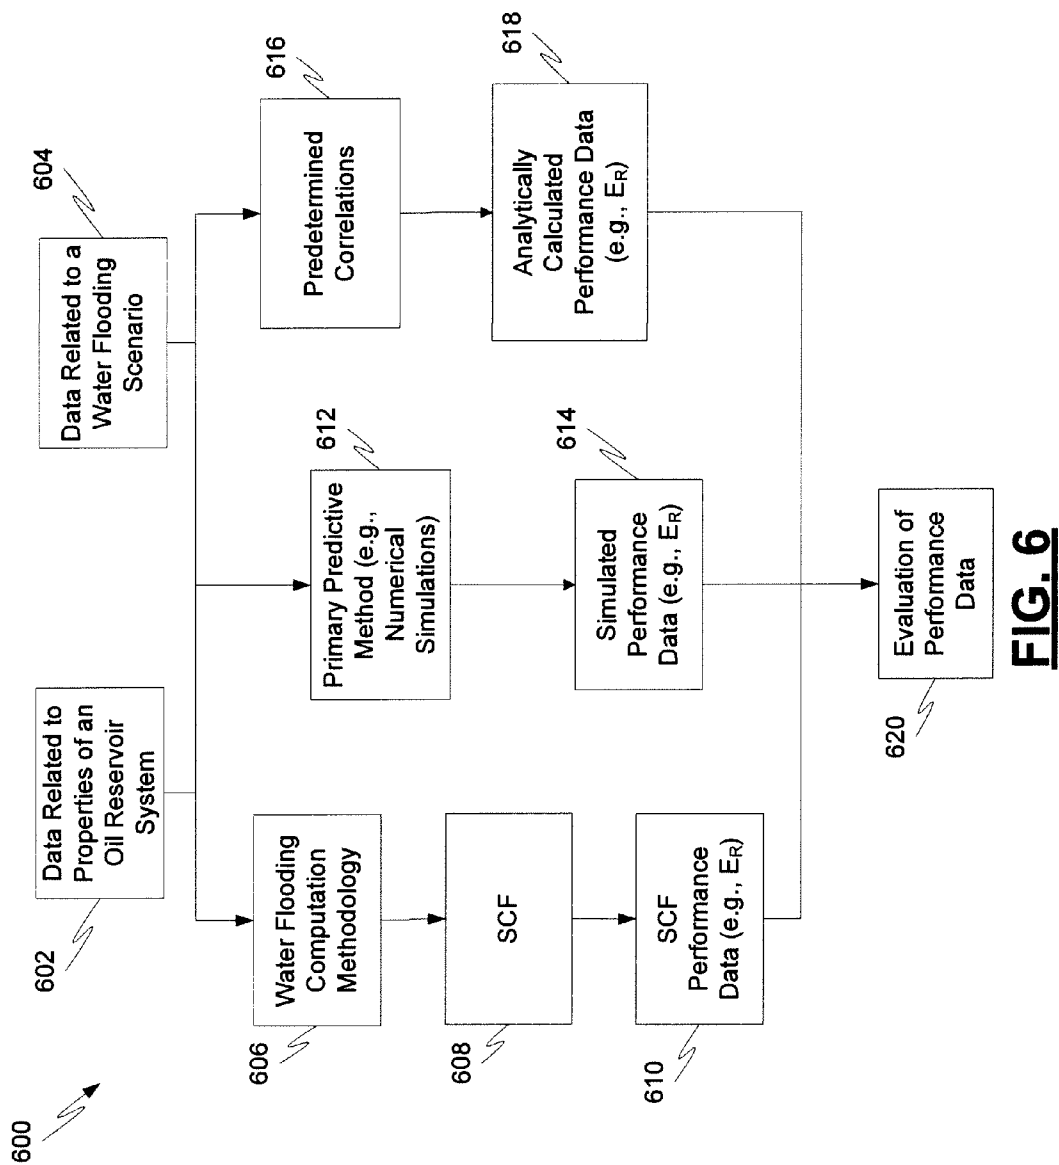 600
602
Data Related to
Properties of an
Oil Reservoir
System
604
Data Related to a
Water Flooding
Scenario
606
Water Flooding
Computation
Methodology
612
Primary Predictive
Method (e.g.,
Numerical
Simulations)
616
Predetermined
Correlations
608
SCF
610
SCF
Performance
Data (e.g., ER)
614
Simulated
Performance
Data (e.g., ER)
618
Analytically
Calculated
Performance Data
(e.g., ER)
620
Evaluation of
Performance
Data
FIG. 6